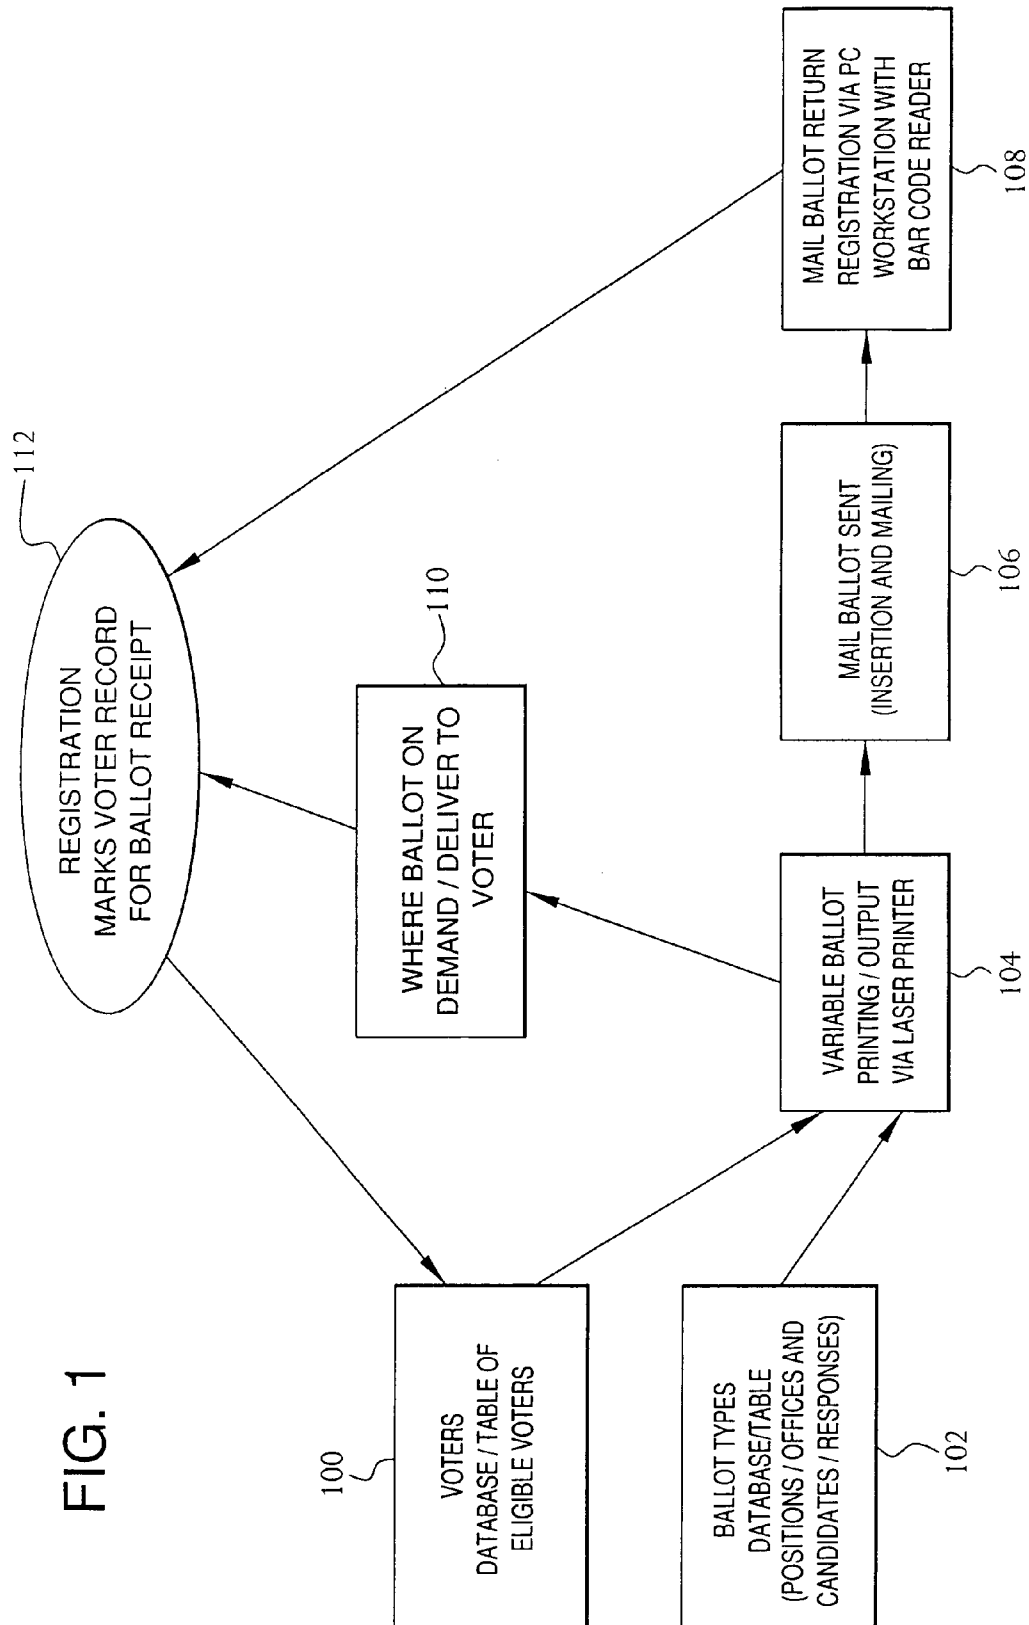 FIG. 1
REGISTRATION
MARKS VOTER RECORD
FOR BALLOT RECEIPT
112
WHERE BALLOT ON
DEMAND / DELIVER TO
VOTER
110
100
VOTERS
DATABASE / TABLE OF
ELIGIBLE VOTERS
BALLOT TYPES
DATABASE/TABLE
(POSITIONS / OFFICES AND
CANDIDATES / RESPONSES)
102
VARIABLE BALLOT
PRINTING / OUTPUT
VIA LASER PRINTER
104
MAIL BALLOT SENT
(INSERTION AND MAILING)
106
MAIL BALLOT RETURN
REGISTRATION VIA PC
WORKSTATION WITH
BAR CODE READER
108